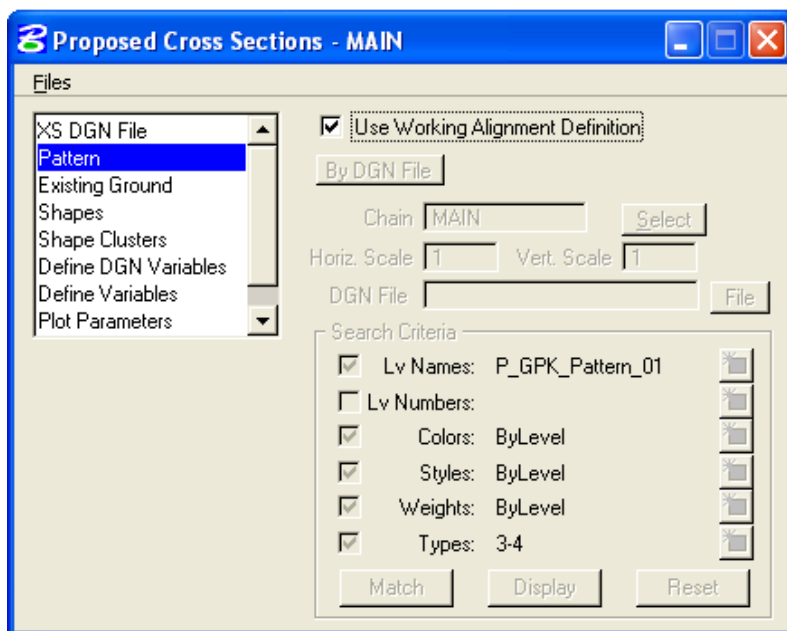 Proposed Cross Sections - MAIN
Files
XS DGN File
Pattern
Existing Ground
Shapes
Shape Clusters
Define DGN Variables
Define Variables
Plot Parameters
Use Working Alignment Definition
By DGN File
Chain MAIN Select
Horiz. Scale 1 Vert. Scale 1
DGN File File
Search Criteria
Lv Names: P_GPK_Pattern_01
Lv Numbers:
Colors: ByLevel
Styles: ByLevel
Weights: ByLevel
Types: 3-4
Match Display Reset